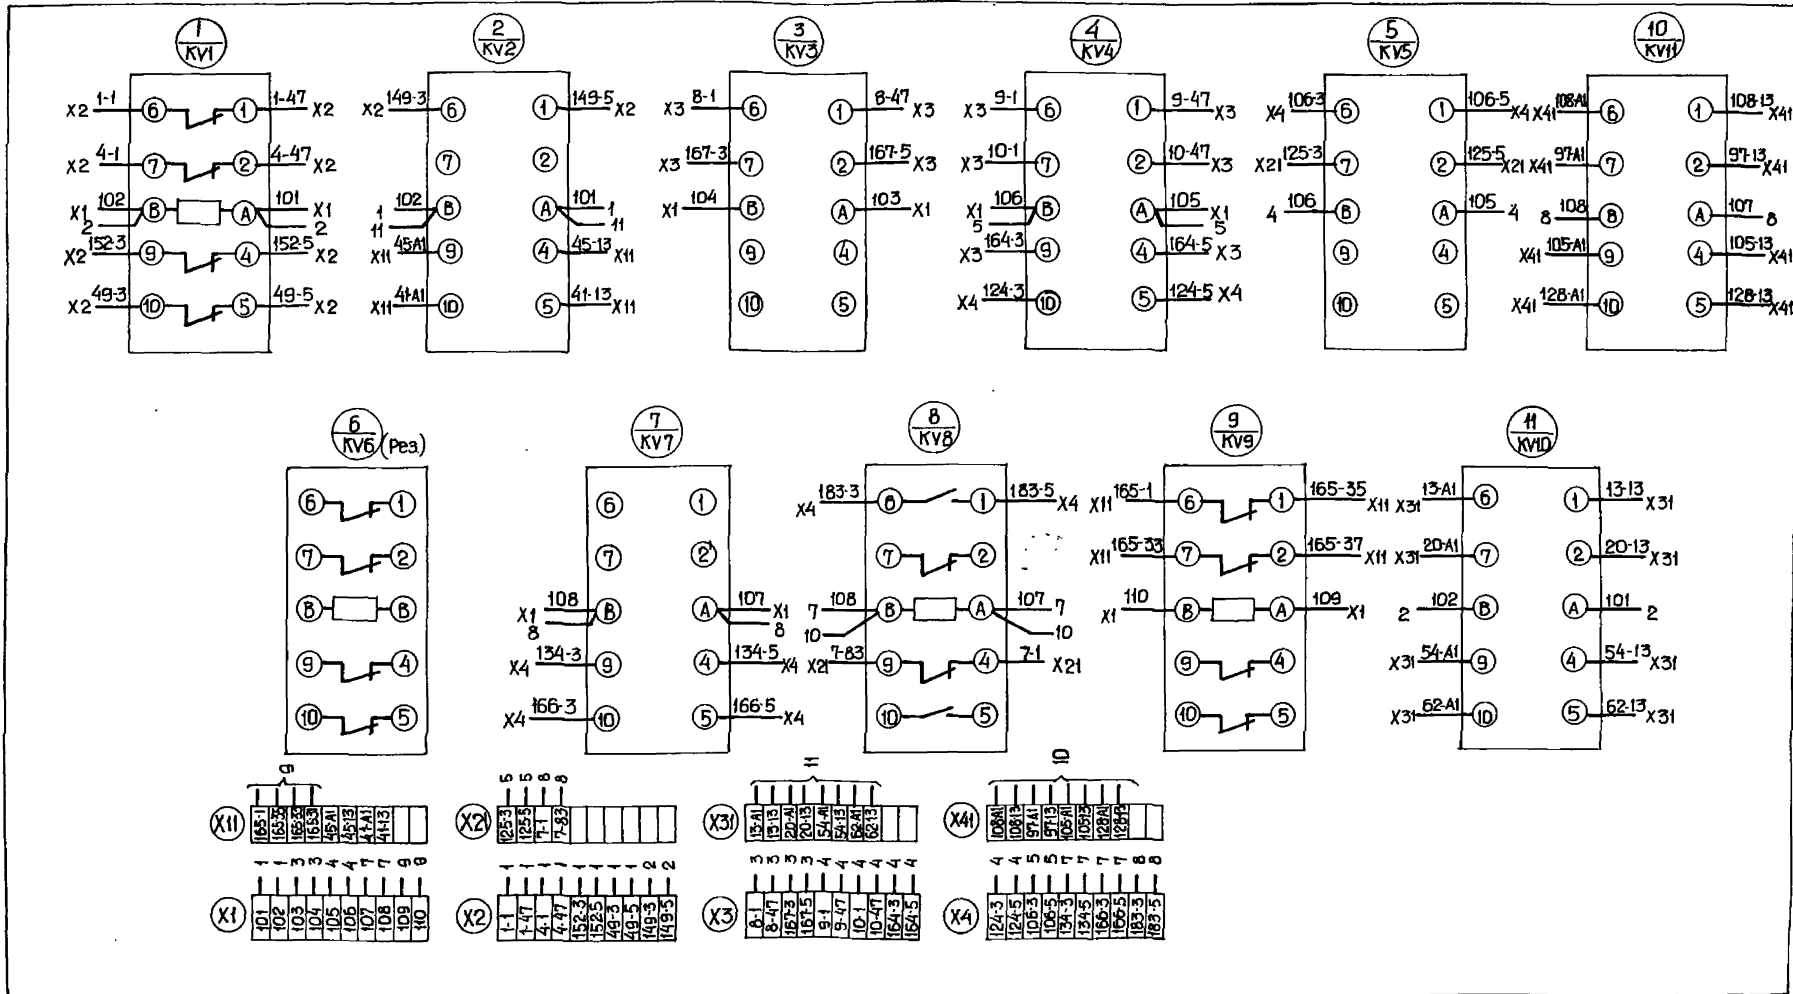 1 2 3 4 5 10
KV1 KV2 KV3 KV4 KV5 KV11
X2 1-1 6 1 1-47 X2
X2 4-1 7 2 4-47 X2
X1 102 B A 101 X1
2 2
X2 152-3 9 4 152-5 X2
X2 49-3 10 5 49-5 X2
X2 149-3 6 1 149-5 X2
7 2
1 102 B A 101 1
11 11
X11 45-A1 9 4 45-13 X11
X11 41-A1 10 5 41-13 X11
X3 8-1 6 1 8-47 X3
X3 167-3 7 2 167-5 X3
X1 104 B A 103 X1
9 4
10 5
X3 9-1 6 1 9-47 X3
X3 10-1 7 2 10-47 X3
X1 106 B A 105 X1
5 5
X3 164-3 9 4 164-5 X3
X4 124-3 10 5 124-5 X4
X4 106-3 6 1 106-5 X4
X21 125-3 7 2 125-5 X21
4 106 B A 105 4
9 4
10 5
X41 108-A1 6 1 108-13 X41
X41 97-A1 7 2 97-13 X41
8 108 B A 107 8
X41 105-A1 9 4 105-13 X41
X41 128-A1 10 5 128-13 X41
6 7 8 9 11
KV6 (Рез.) KV7 KV8 KV9 KV10
6 1
7 2
B B
9 4
10 5
6 1
7 2
X1 108 B A 107 X1
8 8
X4 134-3 9 4 134-5 X4
X4 166-3 10 5 166-5 X4
X4 183-3 6 1 183-5 X4
7 2
7 108 B A 107 7
10 10
X21 7-83 9 4 7-1 X21
10 5
X11 165-1 6 1 165-35 X11
X11 165-33 7 2 165-37 X11
X1 110 B A 109 X1
9 4
10 5
X31 13-A1 6 1 13-13 X31
X31 20-A1 7 2 20-13 X31
2 102 B A 101 2
X31 54-A1 9 4 54-13 X31
X31 62-A1 10 5 62-13 X31
9
X11 165-1 165-35 165-33 45-A1 45-13 41-A1 41-13
5 5 8 8
X21 125-3 125-5 7-1 7-83
11
X31 13-A1 13-13 20-A1 20-13 54-A1 54-13 62-A1 62-13
10
X41 108-A1 108-13 97-A1 97-13 105-A1 105-13 128-A1 128-13
1 1 3 3 4 4 7 7 9 9
X1 101 102 103 104 105 106 107 108 109 110
1 1 1 1 1 1 1 1 2 2
X2 1-1 1-47 4-1 4-47 152-3 152-5 49-3 49-5 149-3 149-5
3 3 3 3 4 4 4 4 4 4
X3 8-1 8-47 167-3 167-5 9-1 9-47 10-1 10-47 164-3 164-5
4 4 5 5 7 7 7 7 8 8
X4 124-3 124-5 106-3 106-5 134-3 134-5 166-3 166-5 183-3 183-5